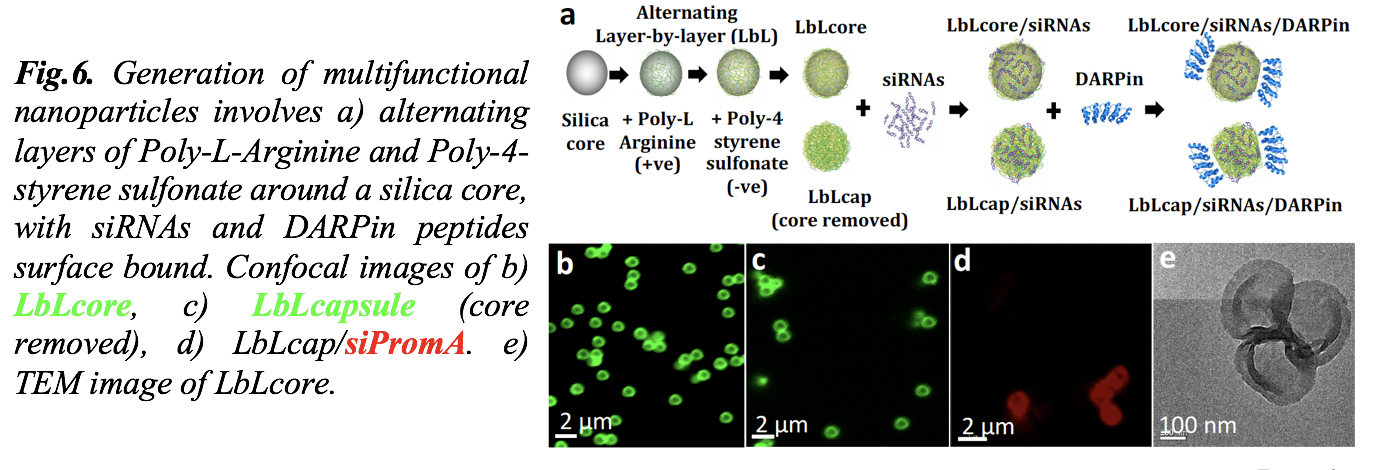 Fig.6. Generation of multifunctional
nanoparticles involves a) alternating
layers of Poly-L-Arginine and Poly-4-
styrene sulfonate around a silica core,
with siRNAs and DARPin peptides
surface bound. Confocal images of b)
LbLcore, c) LbLcapsule (core
removed), d) LbLcap/siPromA. e)
TEM image of LbLcore.
a
Alternating
Layer-by-layer (LbL)
LbLcore
LbLcore/siRNAs
LbLcore/siRNAs/DARPin
siRNAs
DARPin
+
+
Silica
core
+ Poly-L
Arginine
(+ve)
+ Poly-4
styrene
sulfonate
(-ve)
LbLcap
(core removed)
LbLcap/siRNAs
LbLcap/siRNAs/DARPin
b
c
d
e
2 µm
2 µm
2 µm
100 nm